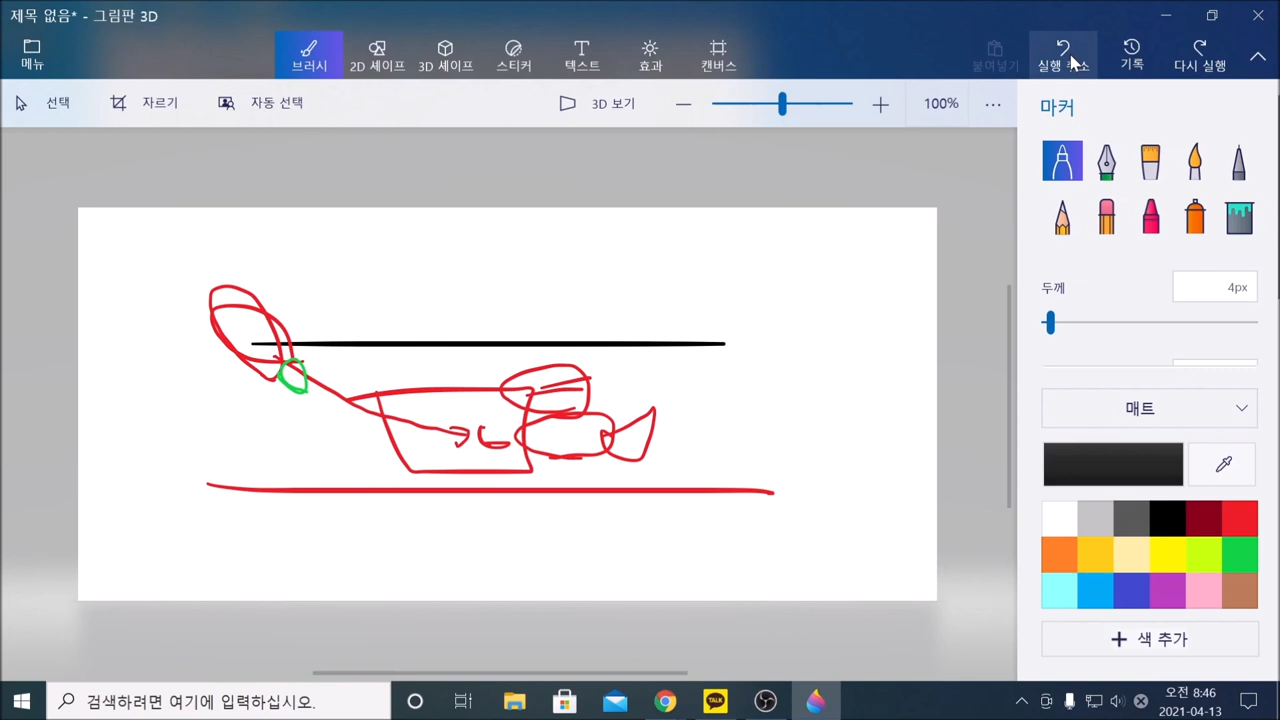 제목 없음* - 그림판 3D
메뉴
브러시
2D 셰이프
3D 셰이프
스티커
텍스트
효과
캔버스
붙여넣기
실행 취소
기록
다시 실행
선택
자르기
자동 선택
3D 보기
100%
마커
두께
4px
매트
색 추가
검색하려면 여기에 입력하십시오.
TALK
오전 8:46
2021-04-13